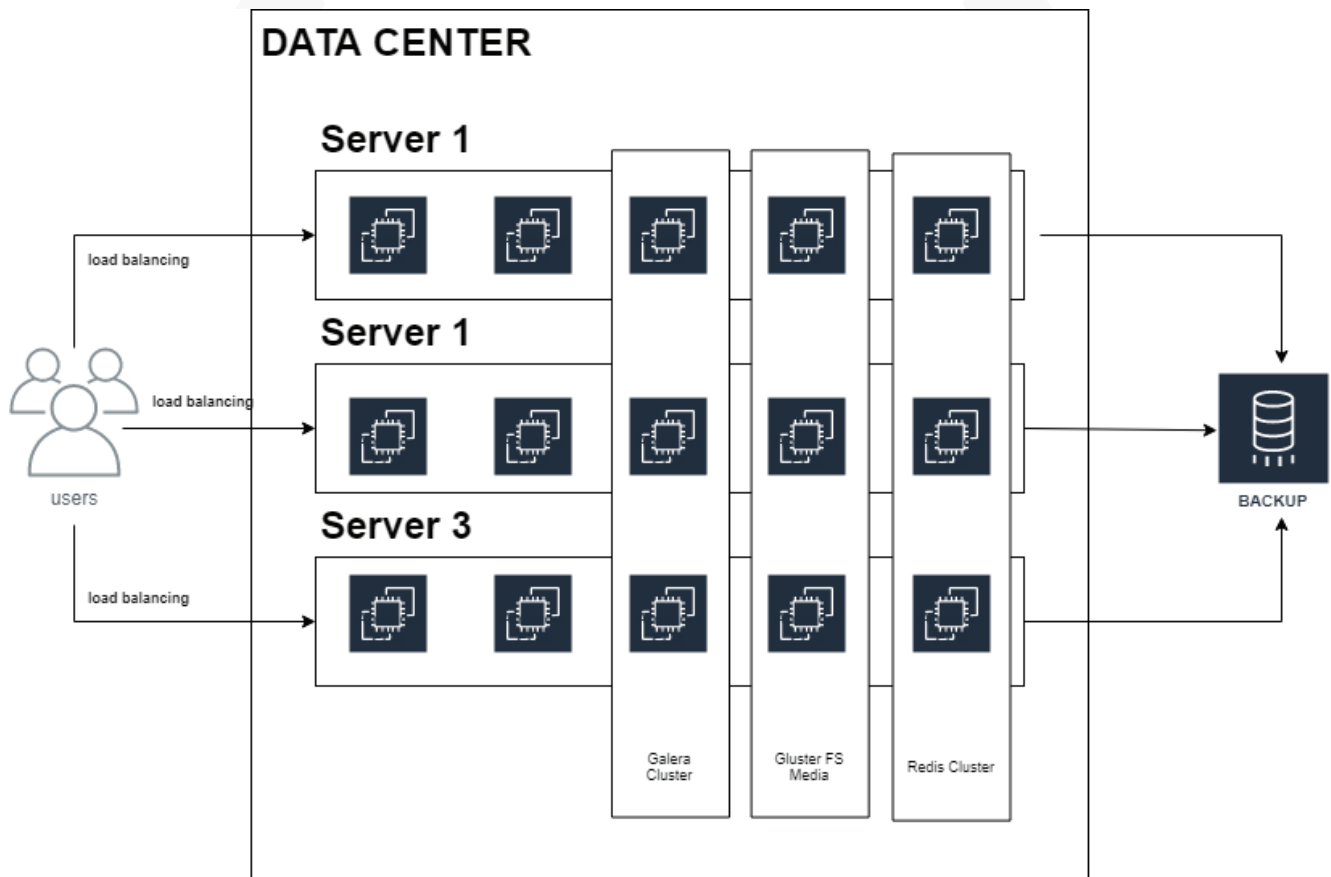 DATA CENTER
Server 1
load balancing
Server 1
load balancing
users
BACKUP
Server 3
load balancing
Galera
Cluster
Gluster FS
Media
Redis Cluster